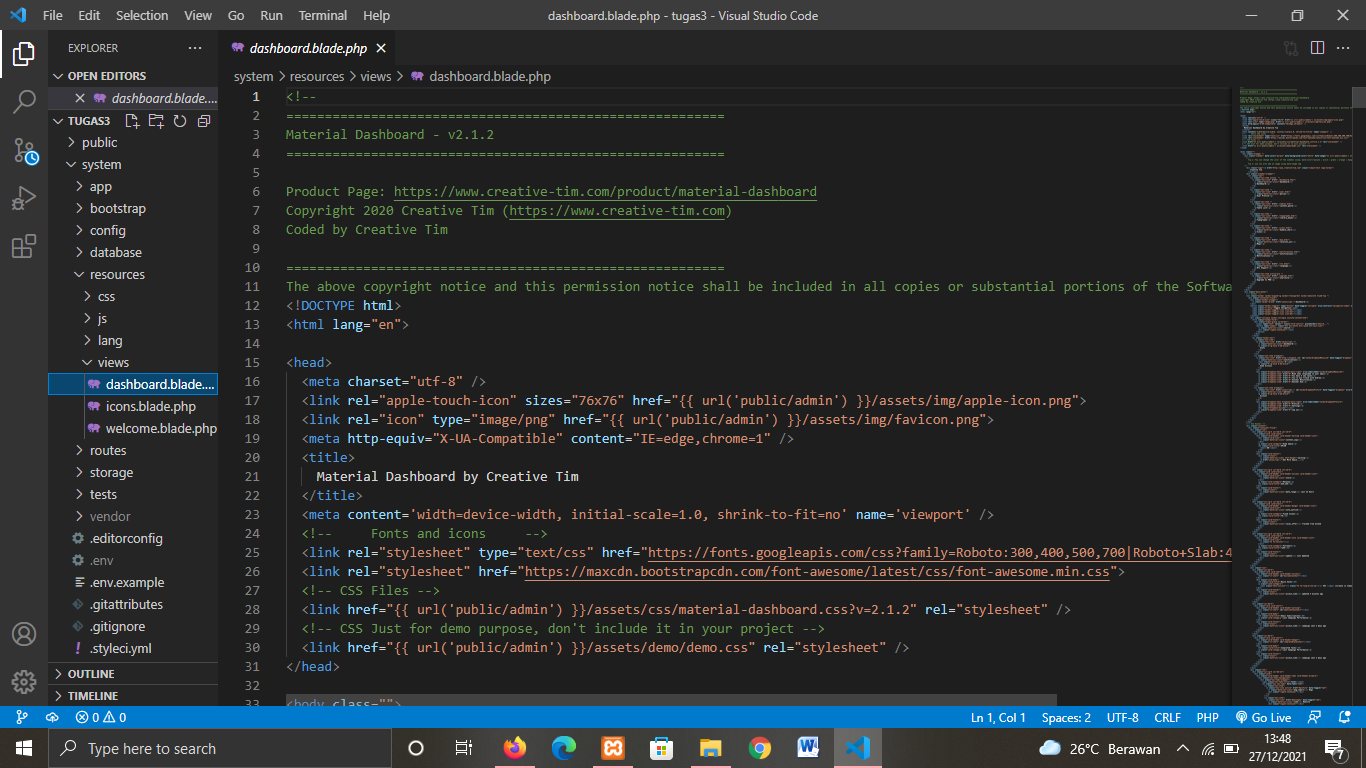 File Edit Selection View Go Run Terminal Help
dashboard.blade.php - tugas3 - Visual Studio Code
EXPLORER
OPEN EDITORS
dashboard.blade....
TUGAS3
public
system
app
bootstrap
config
database
resources
css
js
lang
views
dashboard.blade....
icons.blade.php
welcome.blade.php
routes
storage
tests
vendor
.editorconfig
.env
.env.example
.gitattributes
.gitignore
.styleci.yml
OUTLINE
TIMELINE
dashboard.blade.php
system > resources > views > dashboard.blade.php
1 <!--
2 =========================================================
3 Material Dashboard - v2.1.2
4 =========================================================
5
6 Product Page: https://www.creative-tim.com/product/material-dashboard
7 Copyright 2020 Creative Tim (https://www.creative-tim.com)
8 Coded by Creative Tim
9
10 =========================================================
11 The above copyright notice and this permission notice shall be included in all copies or substantial portions of the Softwa
12 <!DOCTYPE html>
13 <html lang="en">
14
15 <head>
16 <meta charset="utf-8" />
17 <link rel="apple-touch-icon" sizes="76x76" href="{{ url('public/admin') }}/assets/img/apple-icon.png">
18 <link rel="icon" type="image/png" href="{{ url('public/admin') }}/assets/img/favicon.png">
19 <meta http-equiv="X-UA-Compatible" content="IE=edge,chrome=1" />
20 <title>
21 Material Dashboard by Creative Tim
22 </title>
23 <meta content='width=device-width, initial-scale=1.0, shrink-to-fit=no' name='viewport' />
24 <!-- Fonts and icons -->
25 <link rel="stylesheet" type="text/css" href="https://fonts.googleapis.com/css?family=Roboto:300,400,500,700|Roboto+Slab:4
26 <link rel="stylesheet" href="https://maxcdn.bootstrapcdn.com/font-awesome/latest/css/font-awesome.min.css">
27 <!-- CSS Files -->
28 <link href="{{ url('public/admin') }}/assets/css/material-dashboard.css?v=2.1.2" rel="stylesheet" />
29 <!-- CSS Just for demo purpose, don't include it in your project -->
30 <link href="{{ url('public/admin') }}/assets/demo/demo.css" rel="stylesheet" />
31 </head>
32
33 <body class="">
0 0
Ln 1, Col 1 Spaces: 2 UTF-8 CRLF PHP Go Live
Type here to search
26°C Berawan
13:48
27/12/2021
7